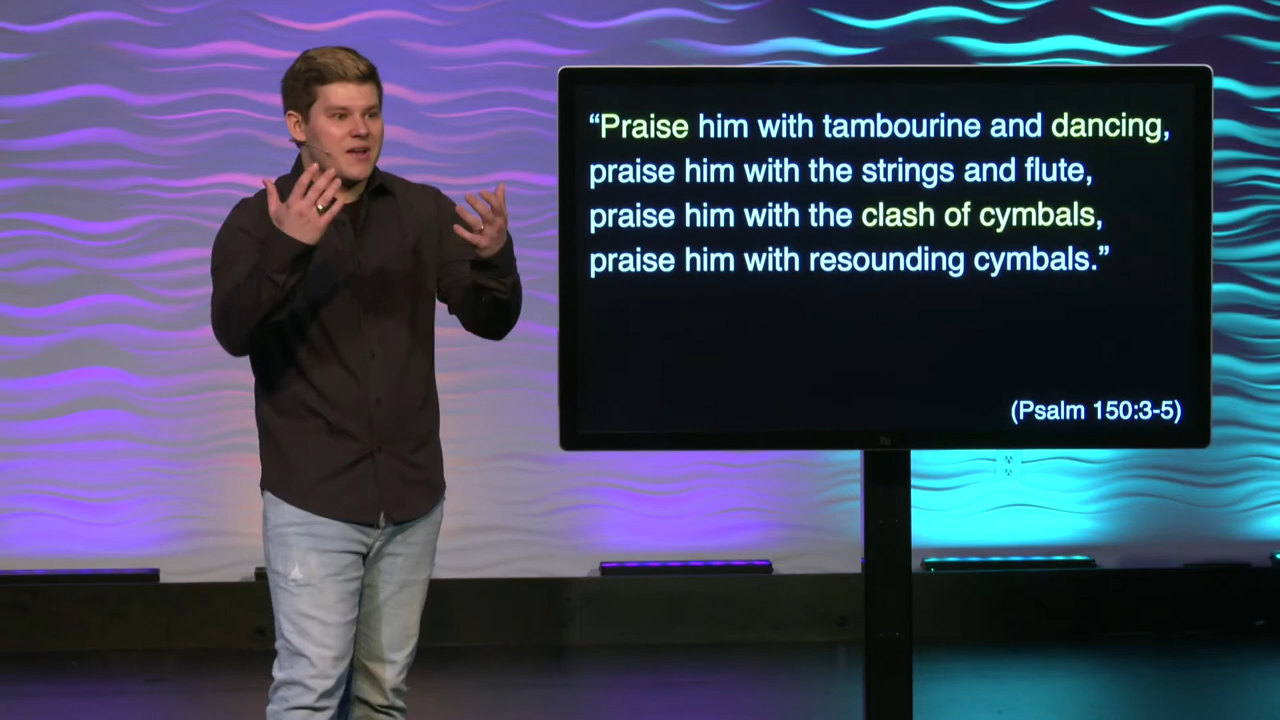 “Praise him with tambourine and dancing,
praise him with the strings and flute,
praise him with the clash of cymbals,
praise him with resounding cymbals.”
(Psalm 150:3-5)